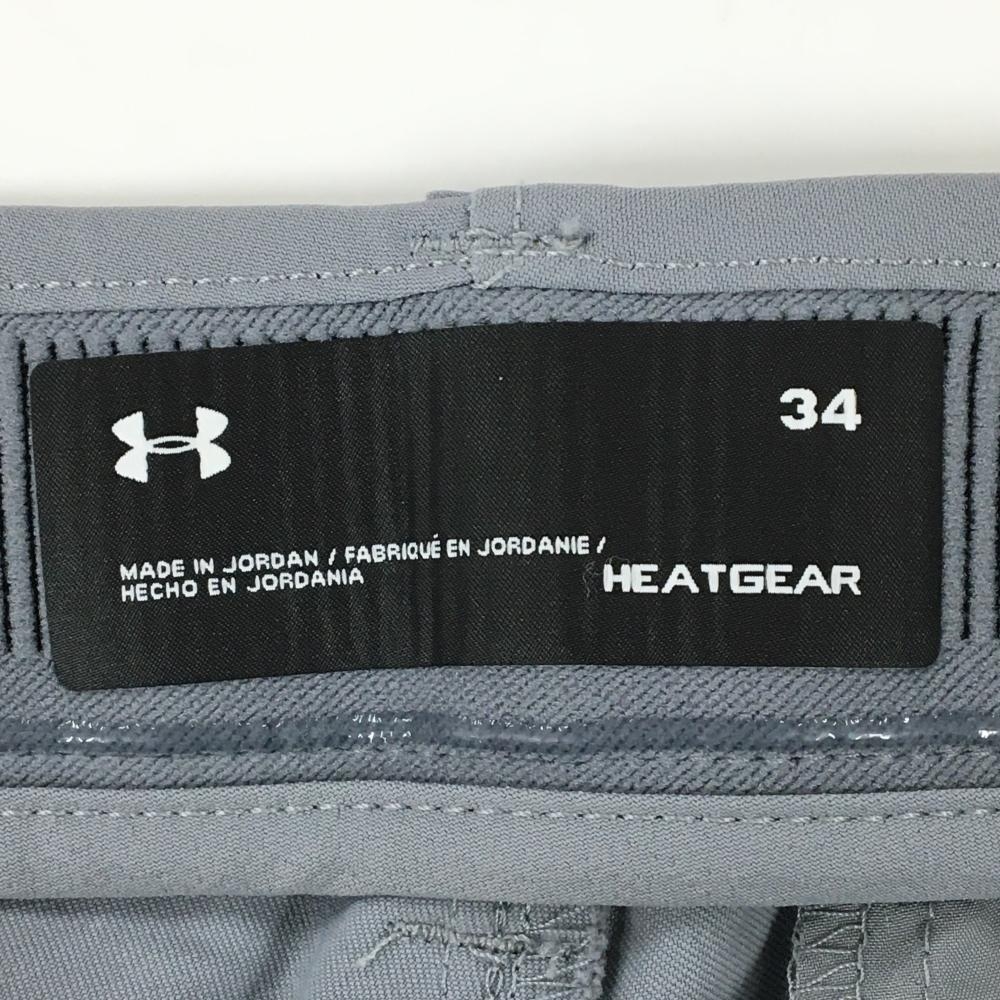 34
MADE IN JORDAN / FABRIQUÉ EN JORDANIE /
HECHO EN JORDANIA
HEATGEAR